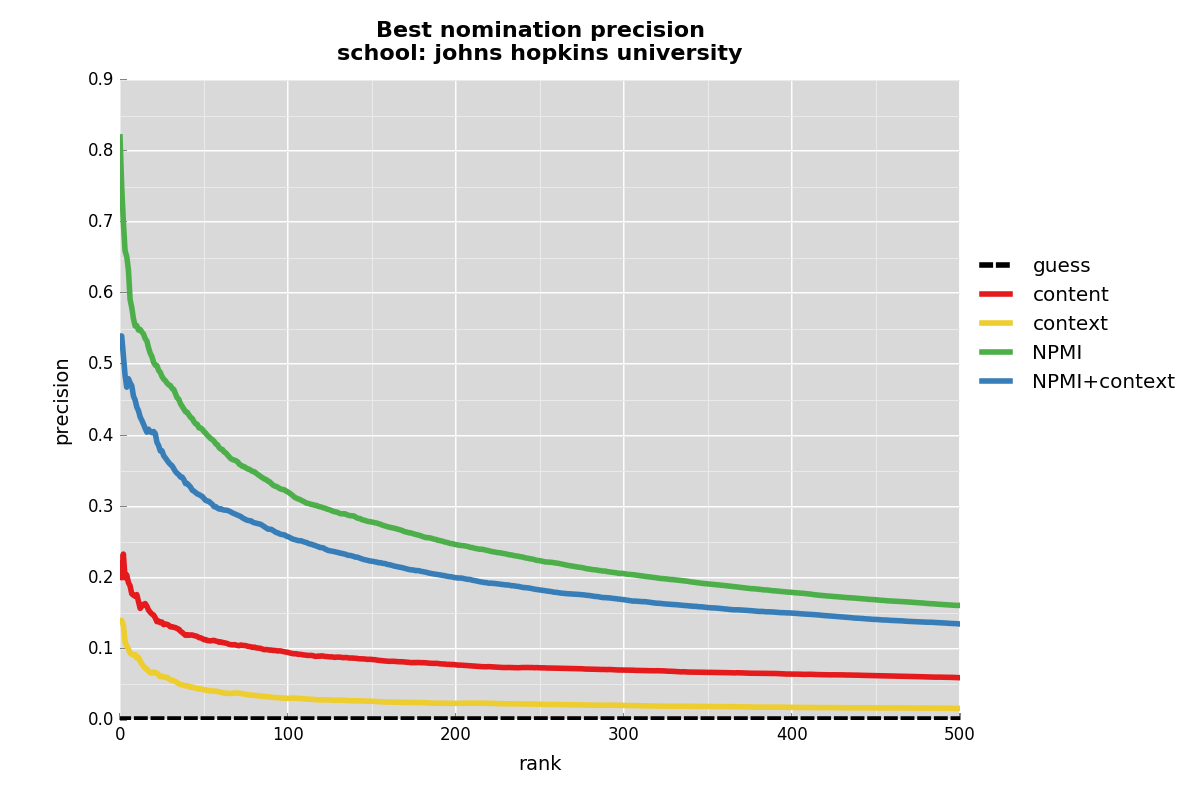 Best nomination precision
school: johns hopkins university
0.9
0.8
0.7
0.6
0.5
0.4
0.3
0.2
0.1
0.0
precision
0
100
200
300
400
500
rank
guess
content
context
NPMI
NPMI+context